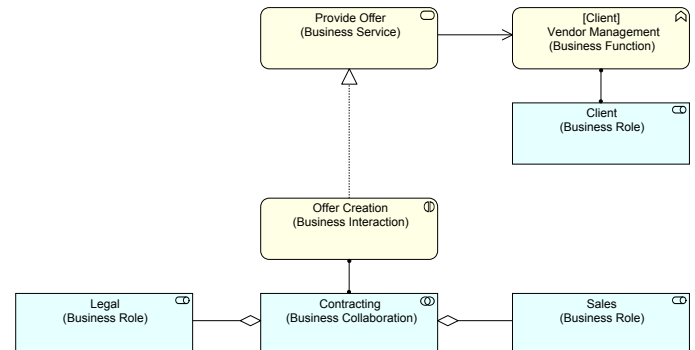 Provide Offer
(Business Service)
[Client]
Vendor Management
(Business Function)
Client
(Business Role)
Offer Creation
(Business Interaction)
Legal
(Business Role)
Contracting
(Business Collaboration)
Sales
(Business Role)